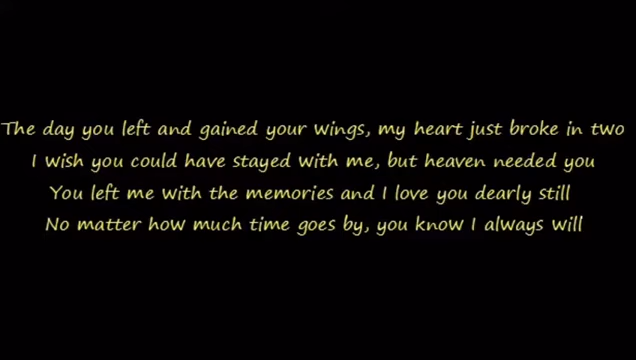 The day you left and gained your wings, my heart just broke in two
I wish you could have stayed with me, but heaven needed you
You left me with the memories and I love you dearly still
No matter how much time goes by, you know I always will